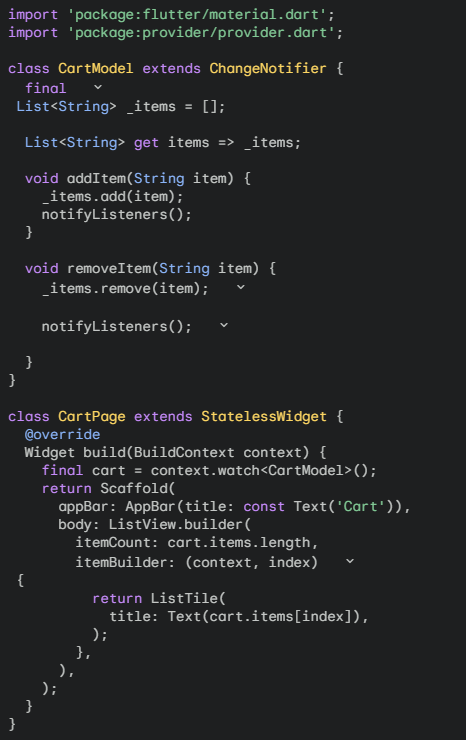 import 'package:flutter/material.dart';
import 'package:provider/provider.dart';

class CartModel extends ChangeNotifier {
  final
 List<String> _items = [];

  List<String> get items => _items;

  void addItem(String item) {
    _items.add(item);
    notifyListeners();
  }

  void removeItem(String item) {
    _items.remove(item);

    notifyListeners();

  }
}

class CartPage extends StatelessWidget {
  @override
  Widget build(BuildContext context) {
    final cart = context.watch<CartModel>();
    return Scaffold(
      appBar: AppBar(title: const Text('Cart')),
      body: ListView.builder(
        itemCount: cart.items.length,
        itemBuilder: (context, index)
 {
          return ListTile(
            title: Text(cart.items[index]),
          );
        },
      ),
    );
  }
}